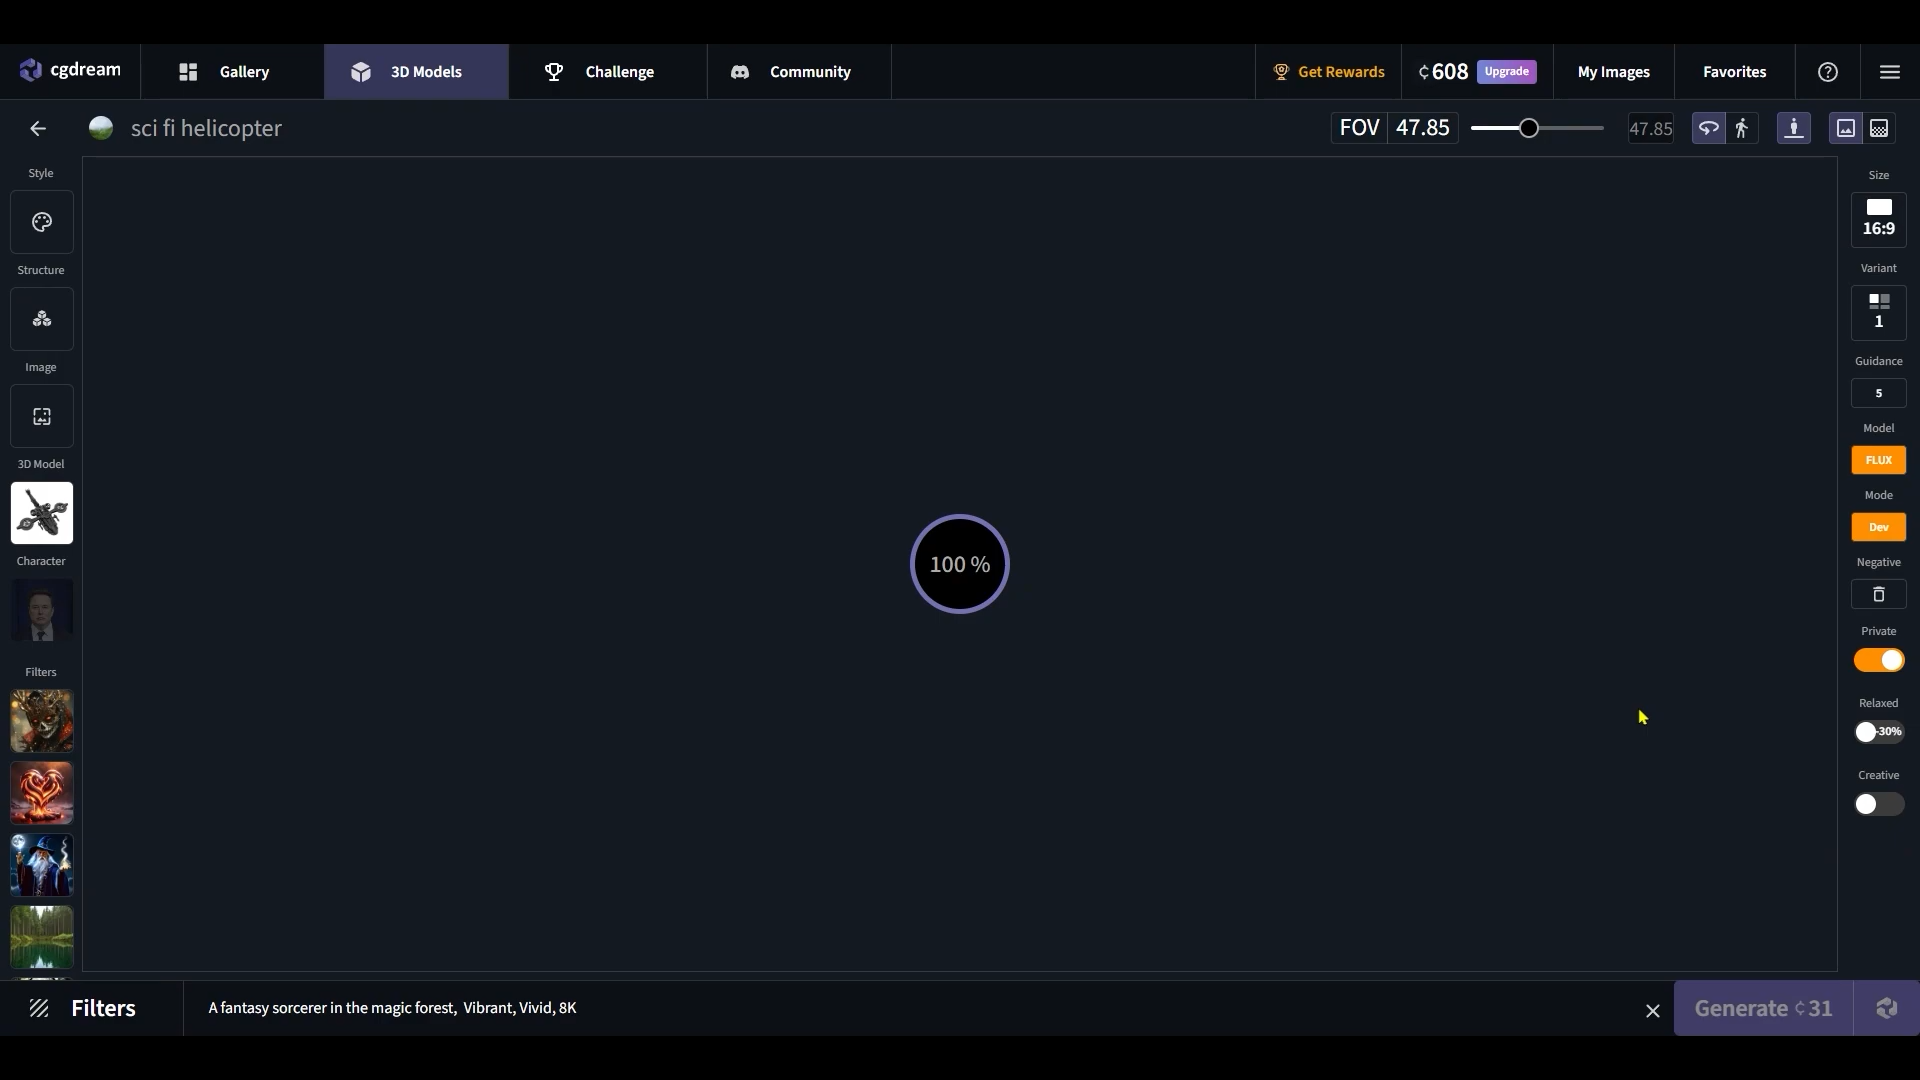 cgdream
Gallery
3D Models
Challenge
Community
Get Rewards
¢608
Upgrade
My Images
Favorites
sci fi helicopter
FOV
47.85
47.85
Style
Structure
Image
3D Model
Character
Filters
Size
16:9
Variant
1
Guidance
5
Model
FLUX
Mode
Dev
Negative
Private
Relaxed
-30%
Creative
100 %
Filters
A fantasy sorcerer in the magic forest, Vibrant, Vivid, 8K
Generate ¢31